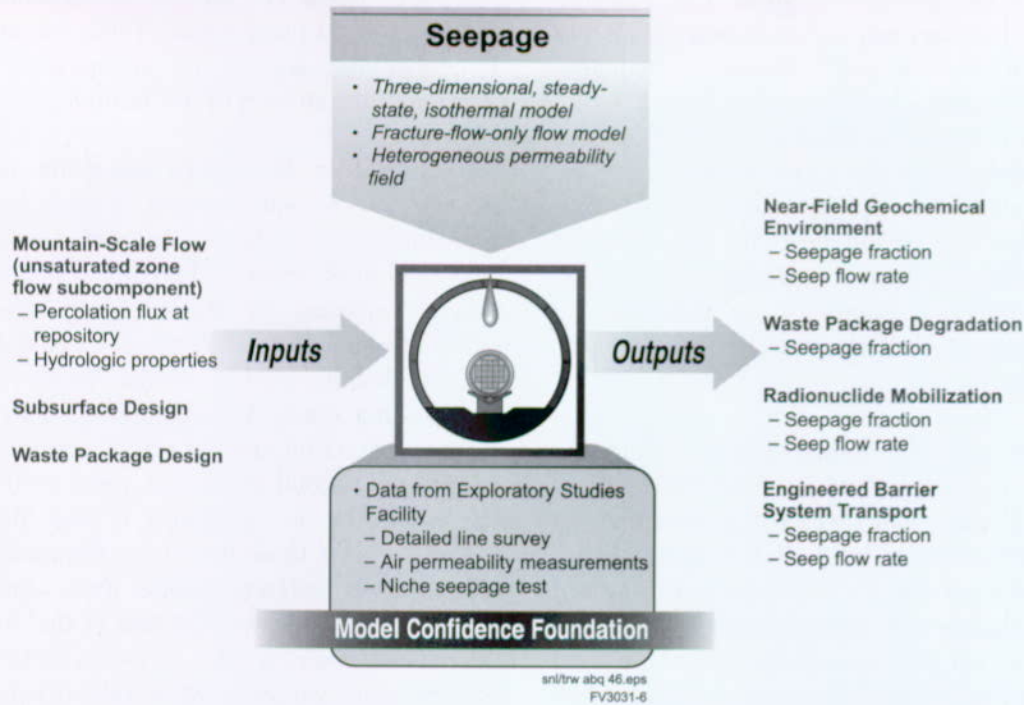 Seepage
• Three-dimensional, steady-
state, isothermal model
• Fracture-flow-only flow model
• Heterogeneous permeability
field
Mountain-Scale Flow
(unsaturated zone
flow subcomponent)
– Percolation flux at
repository
– Hydrologic properties
Subsurface Design
Waste Package Design
Inputs
Outputs
Near-Field Geochemical
Environment
– Seepage fraction
– Seep flow rate
Waste Package Degradation
– Seepage fraction
Radionuclide Mobilization
– Seepage fraction
– Seep flow rate
Engineered Barrier
System Transport
– Seepage fraction
– Seep flow rate
• Data from Exploratory Studies
Facility
– Detailed line survey
– Air permeability measurements
– Niche seepage test
Model Confidence Foundation
snl/trw abq 46.eps
FV3031-6